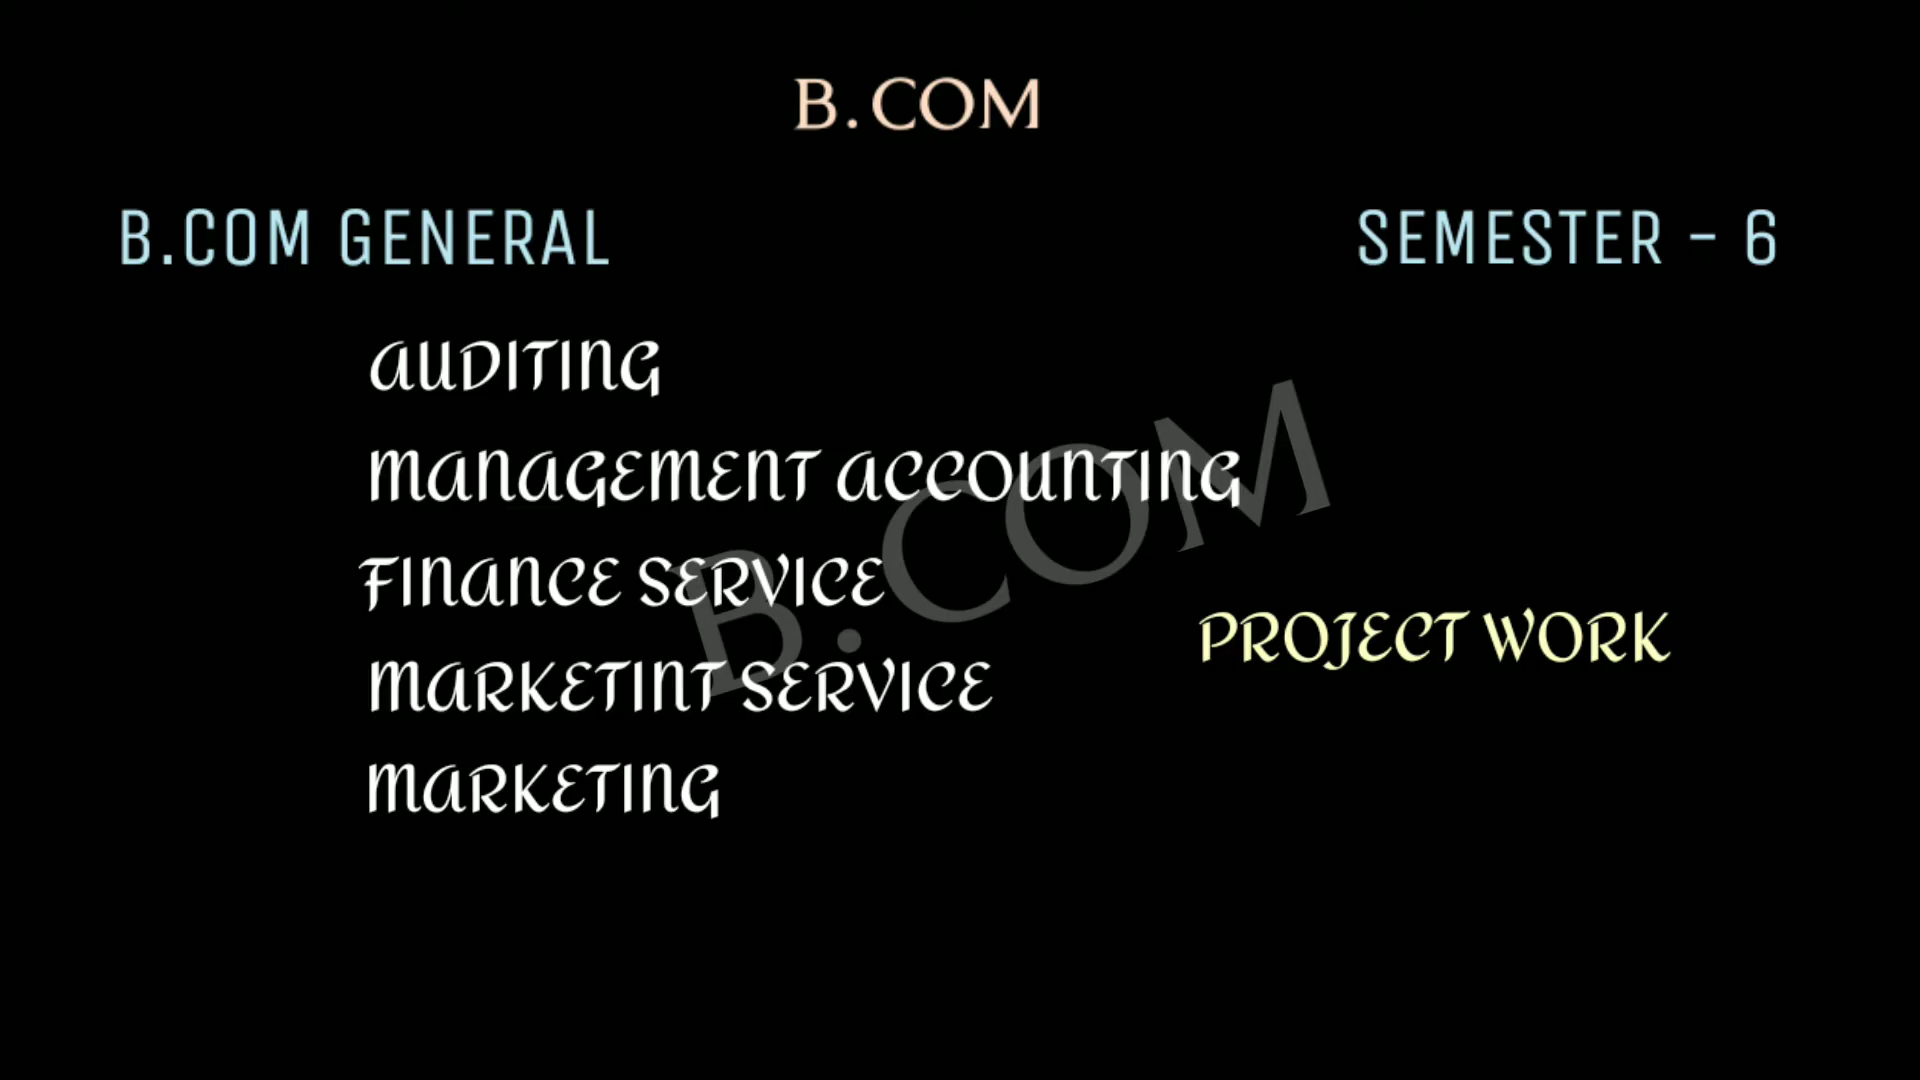 B.COM
B.COM GENERAL
SEMESTER - 6
AUDITING
MANAGEMENT ACCOUNTING
FINANCE SERVICE
MARKETINT SERVICE
MARKETING
PROJECT WORK
B.COM